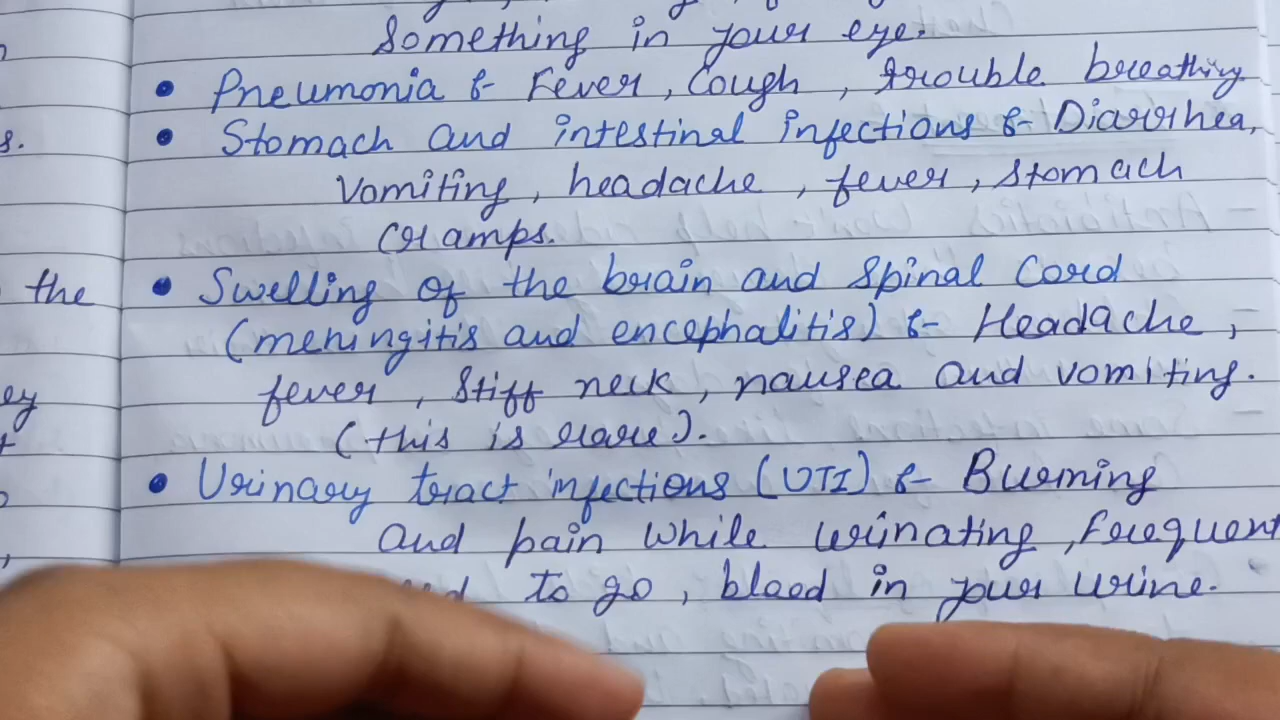 something in your eye.
• Pneumonia :- Fever, Cough, trouble breathing
• Stomach and intestinal infections :- Diarrhea,
vomiting, headache, fever, stomach
cramps.
• Swelling of the brain and spinal cord
the
(meningitis and encephalitis) :- Headache,
fever, stiff neck, nausea and vomiting.
(this is rare).
• Urinary tract infections (UTI) :- Burning
and pain while urinating, frequent
to go, blood in your urine.